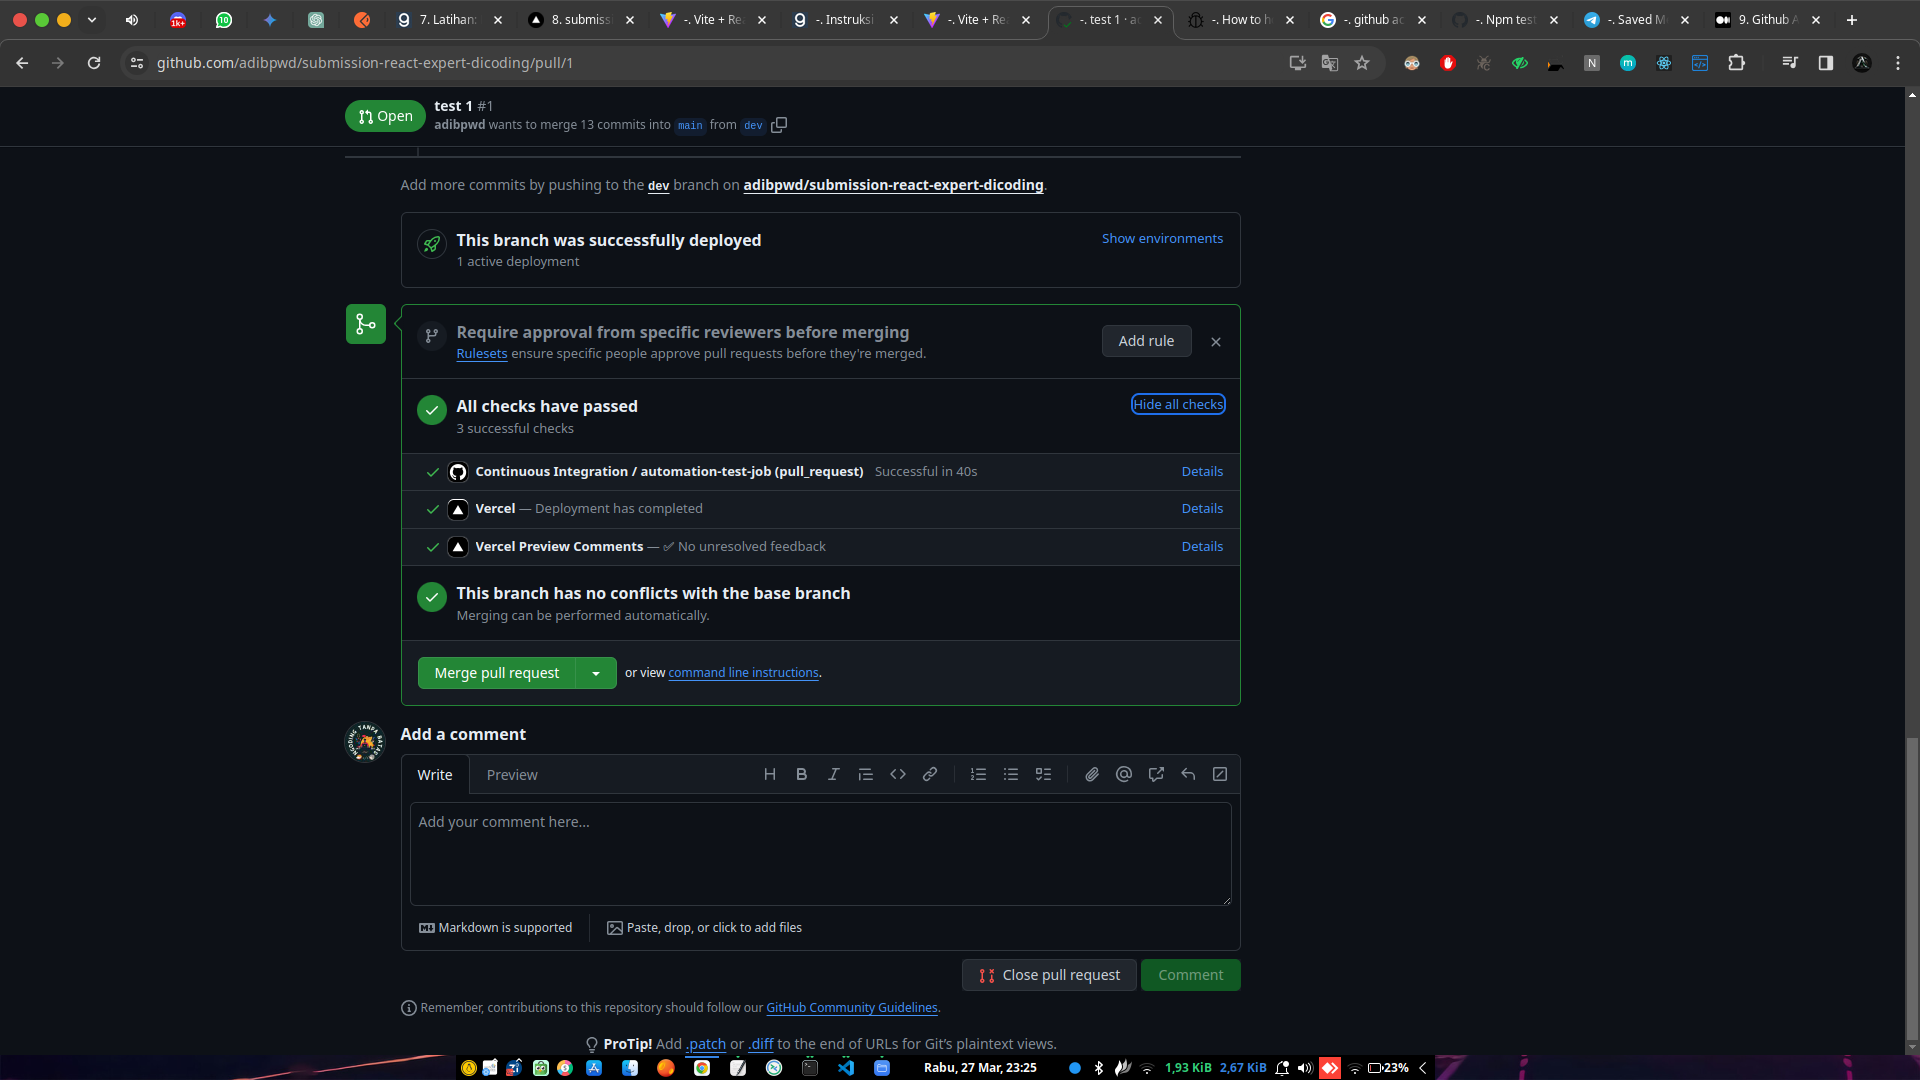 1k+
10
7. Latihan:
8. submiss
-. Vite + Re
-. Instruksi
-. Vite + Re
-. test 1 · a
-. How to h
-. github ac
-. Npm test
-. Saved M
9. Github A
github.com/adibpwd/submission-react-expert-dicoding/pull/1
Open
test 1 #1
adibpwd wants to merge 13 commits into main from dev
Add more commits by pushing to the dev branch on adibpwd/submission-react-expert-dicoding.
This branch was successfully deployed
Show environments
1 active deployment
Require approval from specific reviewers before merging
Add rule
Rulesets ensure specific people approve pull requests before they're merged.
All checks have passed
Hide all checks
3 successful checks
Continuous Integration / automation-test-job (pull_request) Successful in 40s
Details
Vercel — Deployment has completed
Details
Vercel Preview Comments — ✅ No unresolved feedback
Details
This branch has no conflicts with the base branch
Merging can be performed automatically.
Merge pull request
or view command line instructions.
Add a comment
Write
Preview
Add your comment here...
Markdown is supported
Paste, drop, or click to add files
Close pull request
Comment
Remember, contributions to this repository should follow our GitHub Community Guidelines.
ProTip! Add .patch or .diff to the end of URLs for Git’s plaintext views.
Rabu, 27 Mar, 23:25
1,93 KiB 2,67 KiB
23%